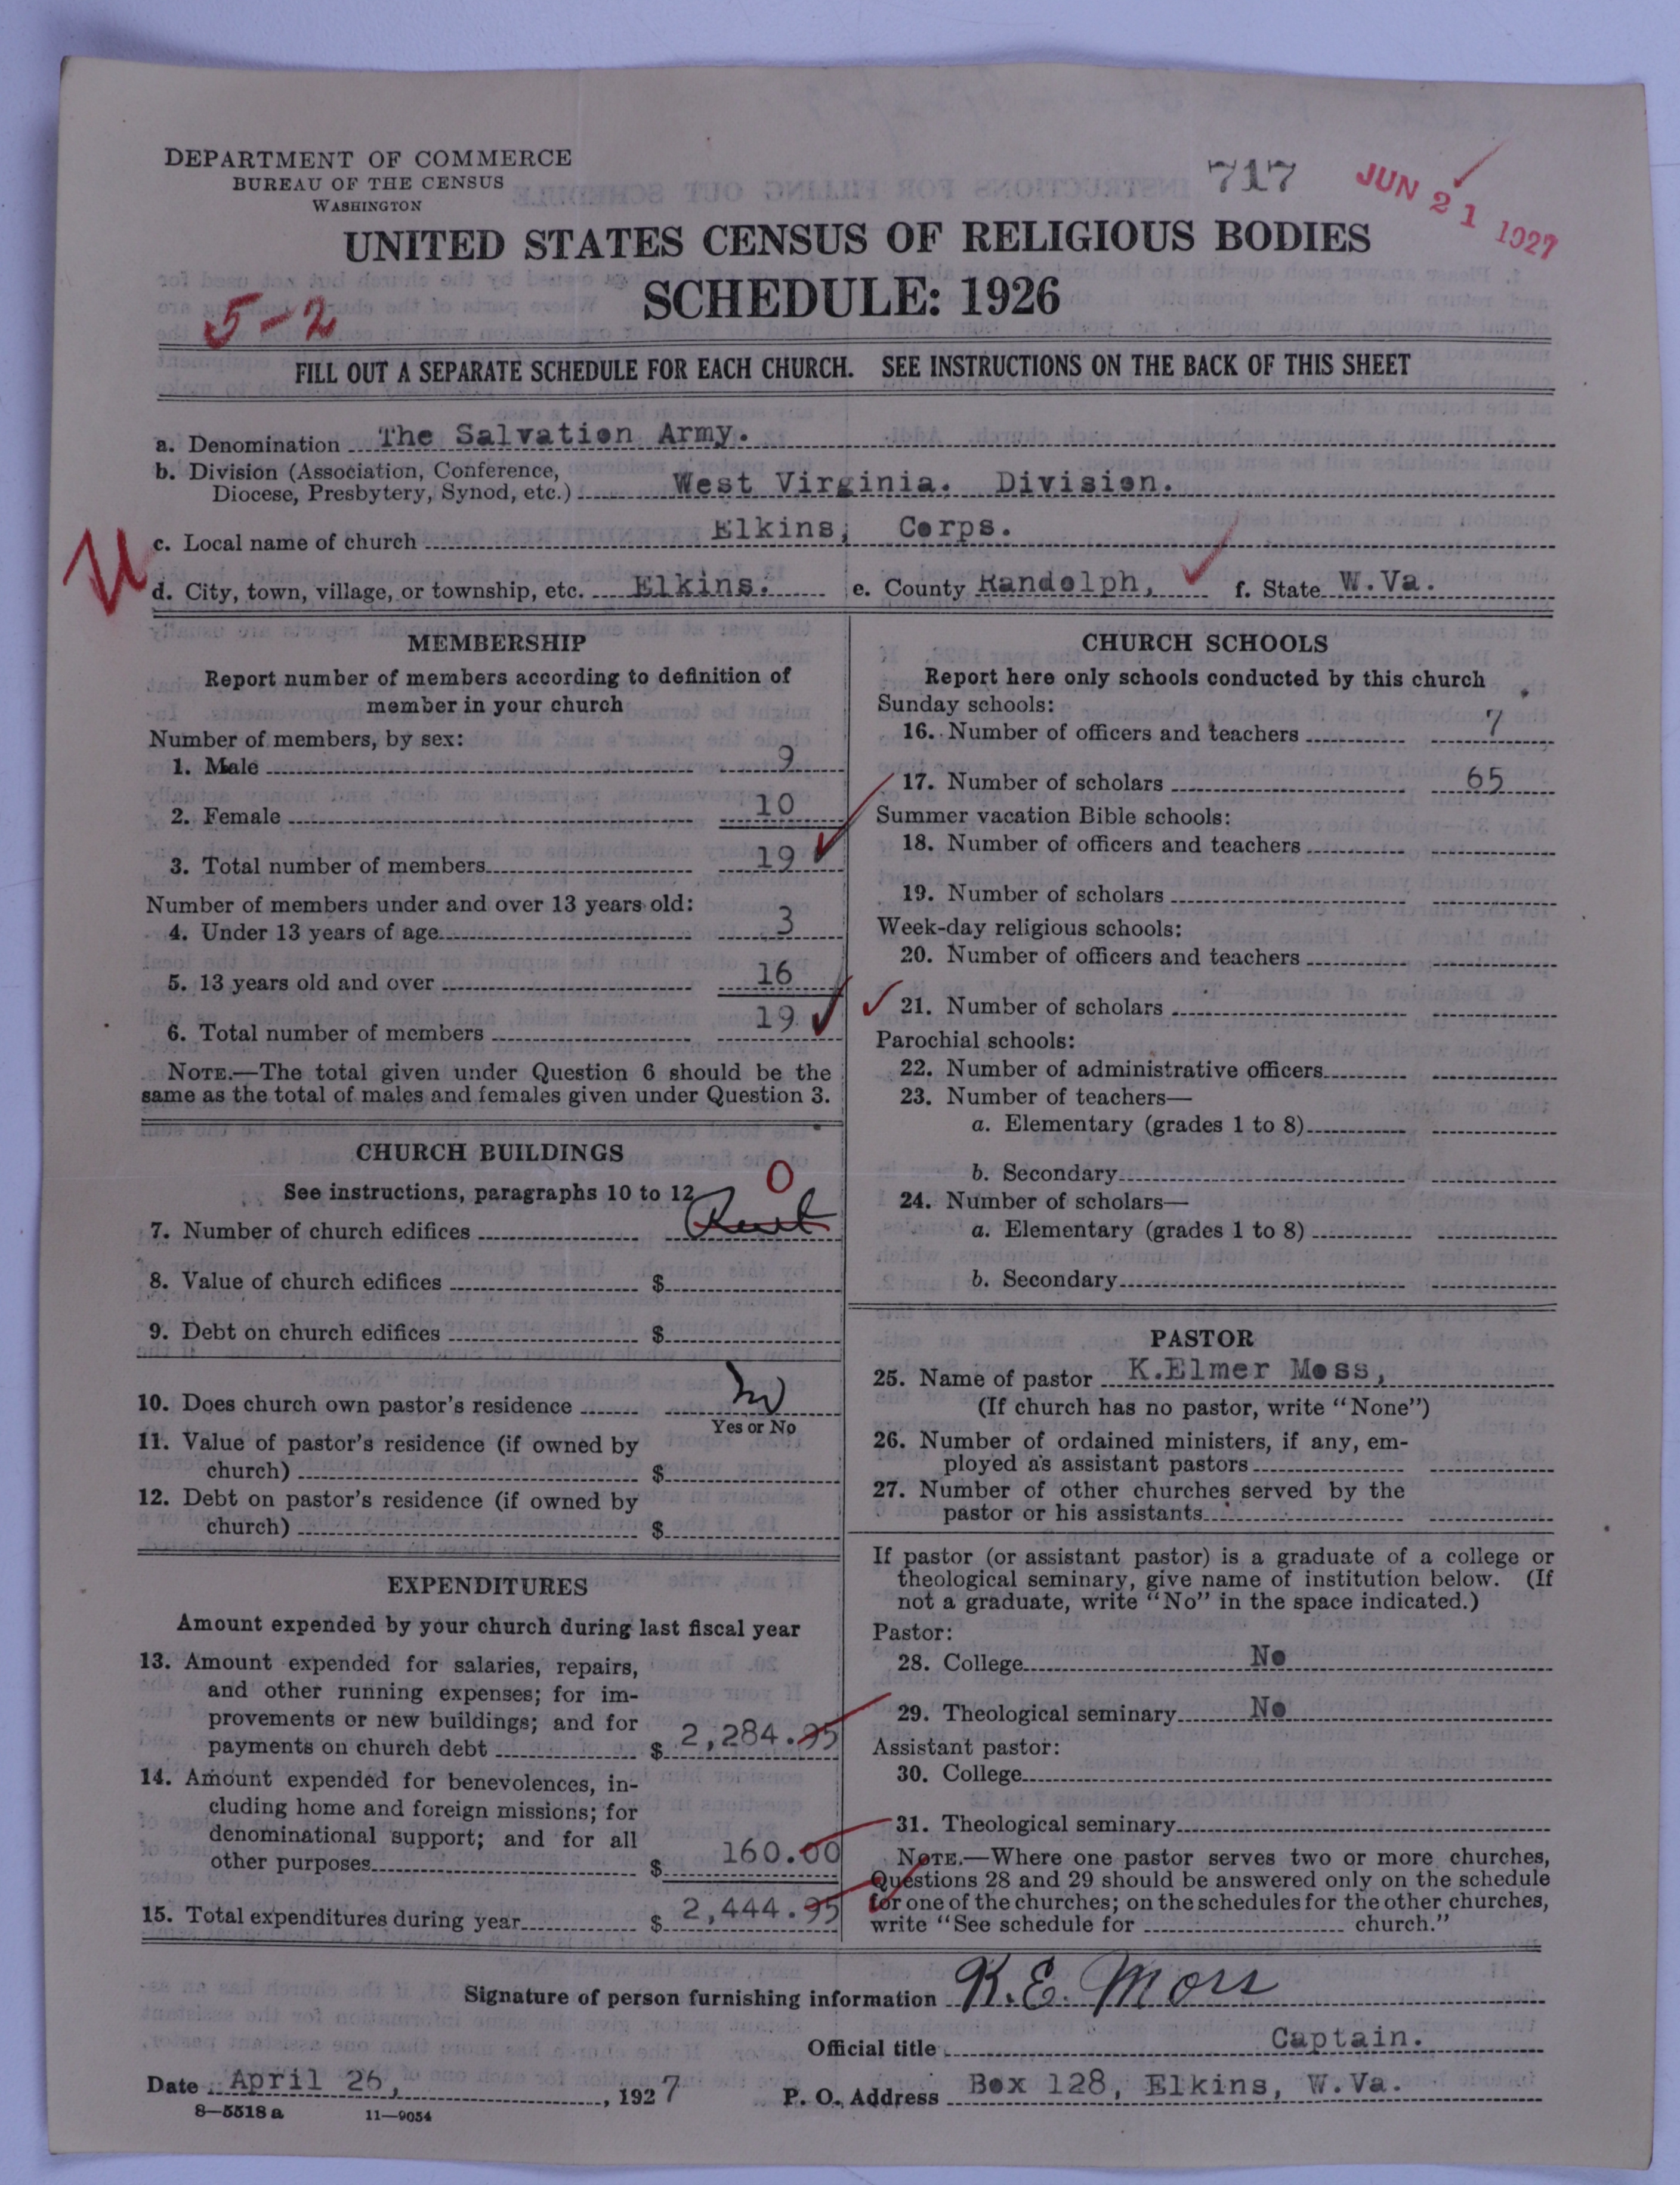 DEPARTMENT OF COMMERCE
BUREAU OF THE CENSUS
WASHINGTON
717
JUN 21 1927
UNITED STATES CENSUS OF RELIGIOUS BODIES
SCHEDULE: 1926
5-2
FILL OUT A SEPARATE SCHEDULE FOR EACH CHURCH. SEE INSTRUCTIONS ON THE BACK OF THIS SHEET
a. Denomination The Salvation Army.
b. Division (Association, Conference,
Diocese, Presbytery, Synod, etc.) West Virginia. Division.
c. Local name of church Elkins, Corps.
d. City, town, village, or township, etc. Elkins. e. County Randolph, f. State W.Va.
MEMBERSHIP
Report number of members according to definition of
member in your church
Number of members, by sex:
1. Male 9
2. Female 10
3. Total number of members 19
Number of members under and over 13 years old:
4. Under 13 years of age 3
5. 13 years old and over 16
6. Total number of members 19
NOTE.—The total given under Question 6 should be the
same as the total of males and females given under Question 3.
CHURCH BUILDINGS
See instructions, paragraphs 10 to 12
0
7. Number of church edifices Rent
8. Value of church edifices $
9. Debt on church edifices $
10. Does church own pastor's residence No
Yes or No
11. Value of pastor's residence (if owned by
church) $
12. Debt on pastor's residence (if owned by
church) $
EXPENDITURES
Amount expended by your church during last fiscal year
13. Amount expended for salaries, repairs,
and other running expenses; for im-
provements or new buildings; and for
payments on church debt $ 2,284.95
14. Amount expended for benevolences, in-
cluding home and foreign missions; for
denominational support; and for all
other purposes $ 160.00
15. Total expenditures during year $ 2,444.95
CHURCH SCHOOLS
Report here only schools conducted by this church
Sunday schools:
16. Number of officers and teachers 7
17. Number of scholars 65
Summer vacation Bible schools:
18. Number of officers and teachers
19. Number of scholars
Week-day religious schools:
20. Number of officers and teachers
21. Number of scholars
Parochial schools:
22. Number of administrative officers
23. Number of teachers—
a. Elementary (grades 1 to 8)
b. Secondary
24. Number of scholars—
a. Elementary (grades 1 to 8)
b. Secondary
PASTOR
25. Name of pastor K.Elmer Moss,
(If church has no pastor, write "None")
26. Number of ordained ministers, if any, em-
ployed as assistant pastors
27. Number of other churches served by the
pastor or his assistants
If pastor (or assistant pastor) is a graduate of a college or
theological seminary, give name of institution below. (If
not a graduate, write "No" in the space indicated.)
Pastor:
28. College No
29. Theological seminary No
Assistant pastor:
30. College
31. Theological seminary
NOTE.—Where one pastor serves two or more churches,
Questions 28 and 29 should be answered only on the schedule
for one of the churches; on the schedules for the other churches,
write "See schedule for church."
Signature of person furnishing information K.E. Moss
Official title Captain.
Date April 26, 1927 P. O. Address Box 128, Elkins, W.Va.
8—5518 a 11—9054